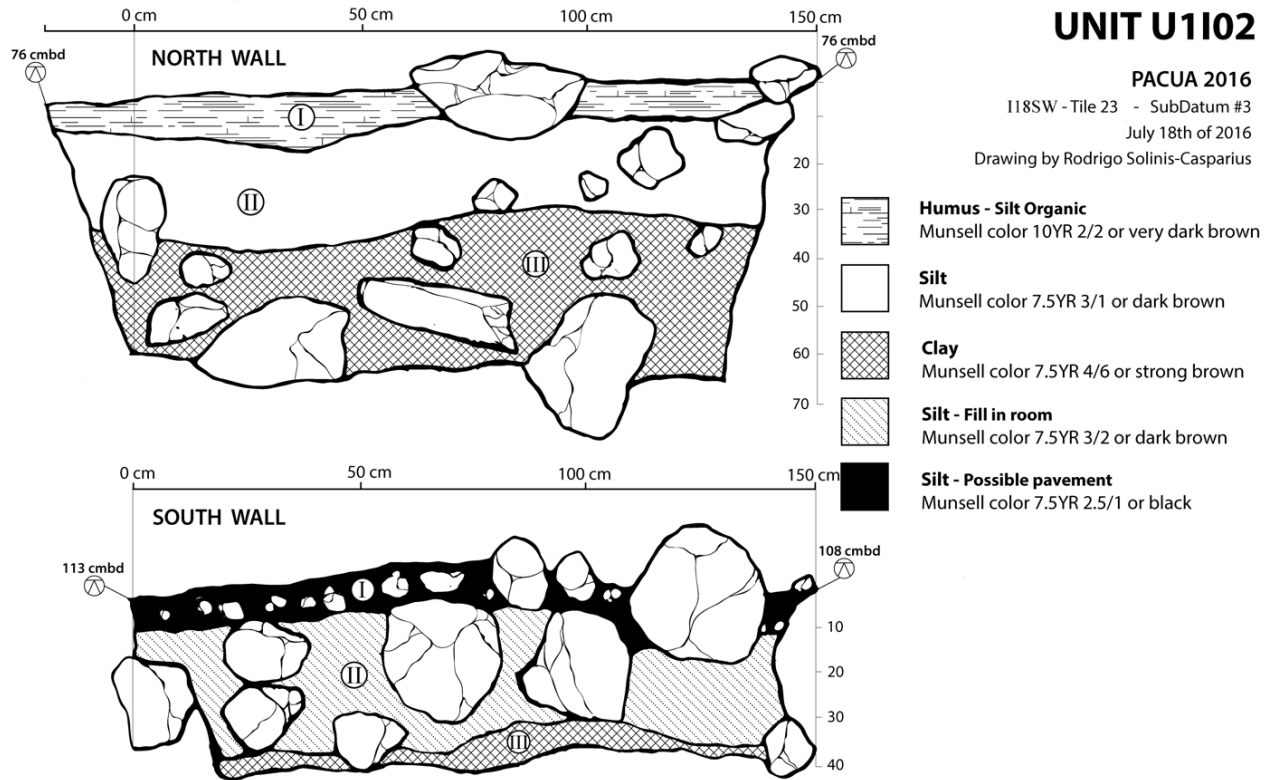 0 cm 50 cm 100 cm 150 cm
76 cmbd 76 cmbd
NORTH WALL
I
II
III
20
30
40
50
60
70
0 cm 50 cm 100 cm 150 cm
SOUTH WALL
113 cmbd 108 cmbd
I
II
III
10
20
30
40
UNIT U1I02
PACUA 2016
I18SW - Tile 23 - SubDatum #3
July 18th of 2016
Drawing by Rodrigo Solinis-Casparius
Humus - Silt Organic
Munsell color 10YR 2/2 or very dark brown
Silt
Munsell color 7.5YR 3/1 or dark brown
Clay
Munsell color 7.5YR 4/6 or strong brown
Silt - Fill in room
Munsell color 7.5YR 3/2 or dark brown
Silt - Possible pavement
Munsell color 7.5YR 2.5/1 or black